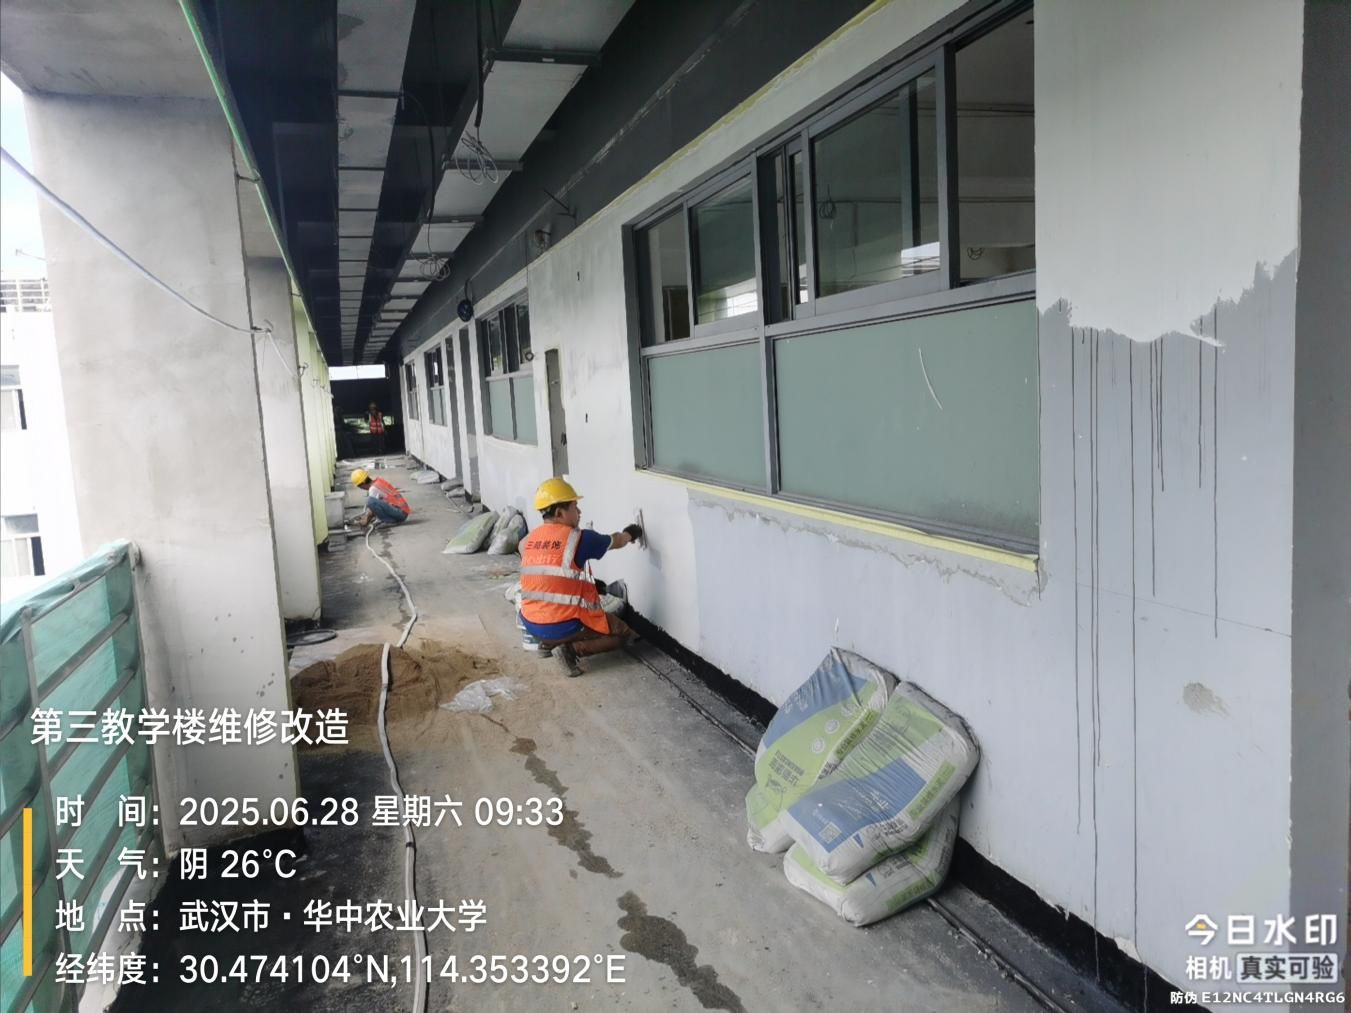 第三教学楼维修改造
时 间：2025.06.28 星期六 09:33
天 气：阴 26°C
地 点：武汉市·华中农业大学
经纬度：30.474104°N,114.353392°E
今日水印
相机 真实可验
防伪 E12NC4TLGN4RG6